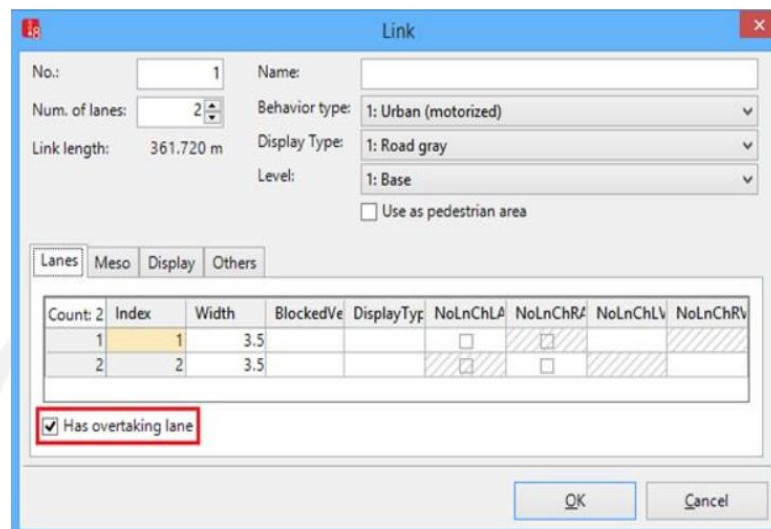 Link
No.: 1 Name:
Num. of lanes: 2 Behavior type: 1: Urban (motorized)
Link length: 361.720 m Display Type: 1: Road gray
Level: 1: Base
Use as pedestrian area
Lanes Meso Display Others
Count: 2 Index Width BlockedVe DisplayTyp NoLnChLA NoLnChRA NoLnChLV NoLnChRV
1 1 3.5
2 2 3.5
Has overtaking lane
OK Cancel